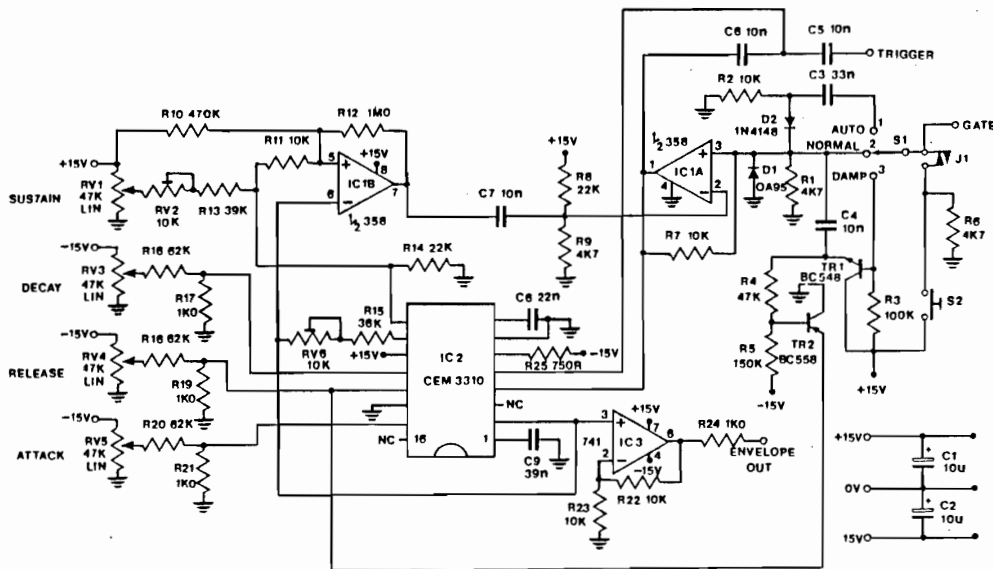 C6 10n
C5 10n
TRIGGER
R2 10K
C3 33n
R10 470K
R12 1M0
D2
1N4148
AUTO
1
GATE
R11 10K
+15V
8
½ 358
NORMAL
2
S1
J1
+15V
5
+
IC1B
7
+15V
1
+
3
IC1A
D1
OA95
R1
4K7
DAMP
3
SUSTAIN
RV1
47K
LIN
RV2
10K
R13 39K
6
−
½ 358
C7 10n
R8
22K
4
−
2
C4
10n
R6
4K7
-15V
R16 62K
R14 22K
R9
4K7
R7 10K
TR1
BC548
DECAY
RV3
47K
LIN
R17
1K0
R15
36K
C6 22n
R4
47K
R3
100K
S2
RV6
10K
+15V
IC2
CEM 3310
R25 750R
-15V
TR2
BC558
-15V
R16 62K
R5
150K
RELEASE
RV4
47K
LIN
R19
1K0
NC
-15V
+15V
-15V
R20 62K
NC
16
1
C9
39n
3
+
+15V
7
6
R24 1K0
ATTACK
RV5
47K
LIN
R21
1K0
741
IC3
2
−
4
-15V
ENVELOPE
OUT
+15V
+
C1
10u
R22 10K
0V
R23
10K
+
C2
10u
15V